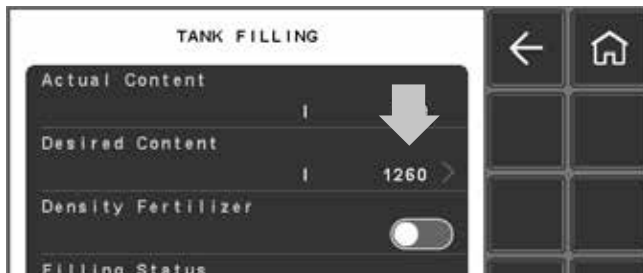 TANK FILLING
Actual Content
l
Desired Content
l 1260
Density Fertilizer
Filling Status